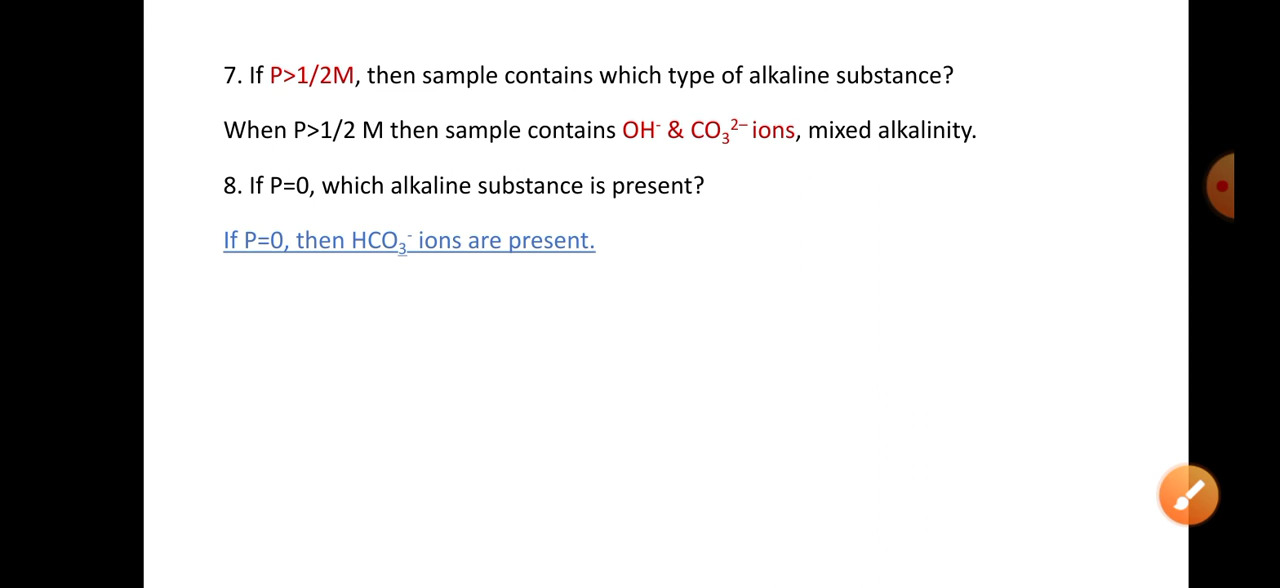 7. If P>1/2M, then sample contains which type of alkaline substance?
When P>1/2 M then sample contains OH⁻ & CO₃²⁻ ions, mixed alkalinity.
8. If P=0, which alkaline substance is present?
If P=0, then HCO₃⁻ ions are present.